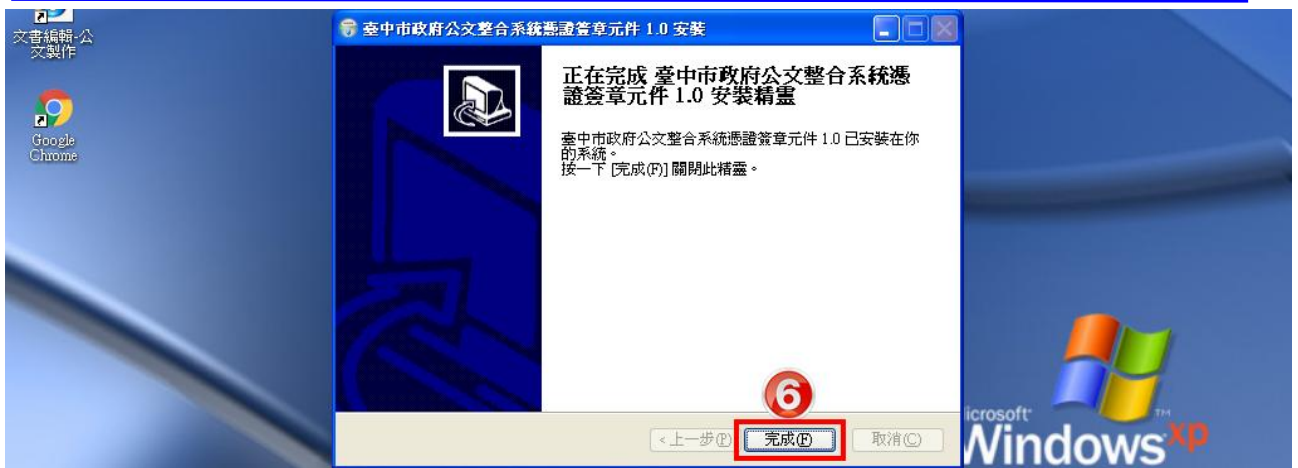 文書編輯-公
文製作
Google
Chrome
臺中市政府公文整合系統憑證簽章元件 1.0 安裝
正在完成 臺中市政府公文整合系統憑
證簽章元件 1.0 安裝精靈
臺中市政府公文整合系統憑證簽章元件 1.0 已安裝在你
的系統。
按一下 [完成(F)] 關閉此精靈。
6
<上一步(P)
完成(F)
取消(C)
icrosoft
TM
Windows xp